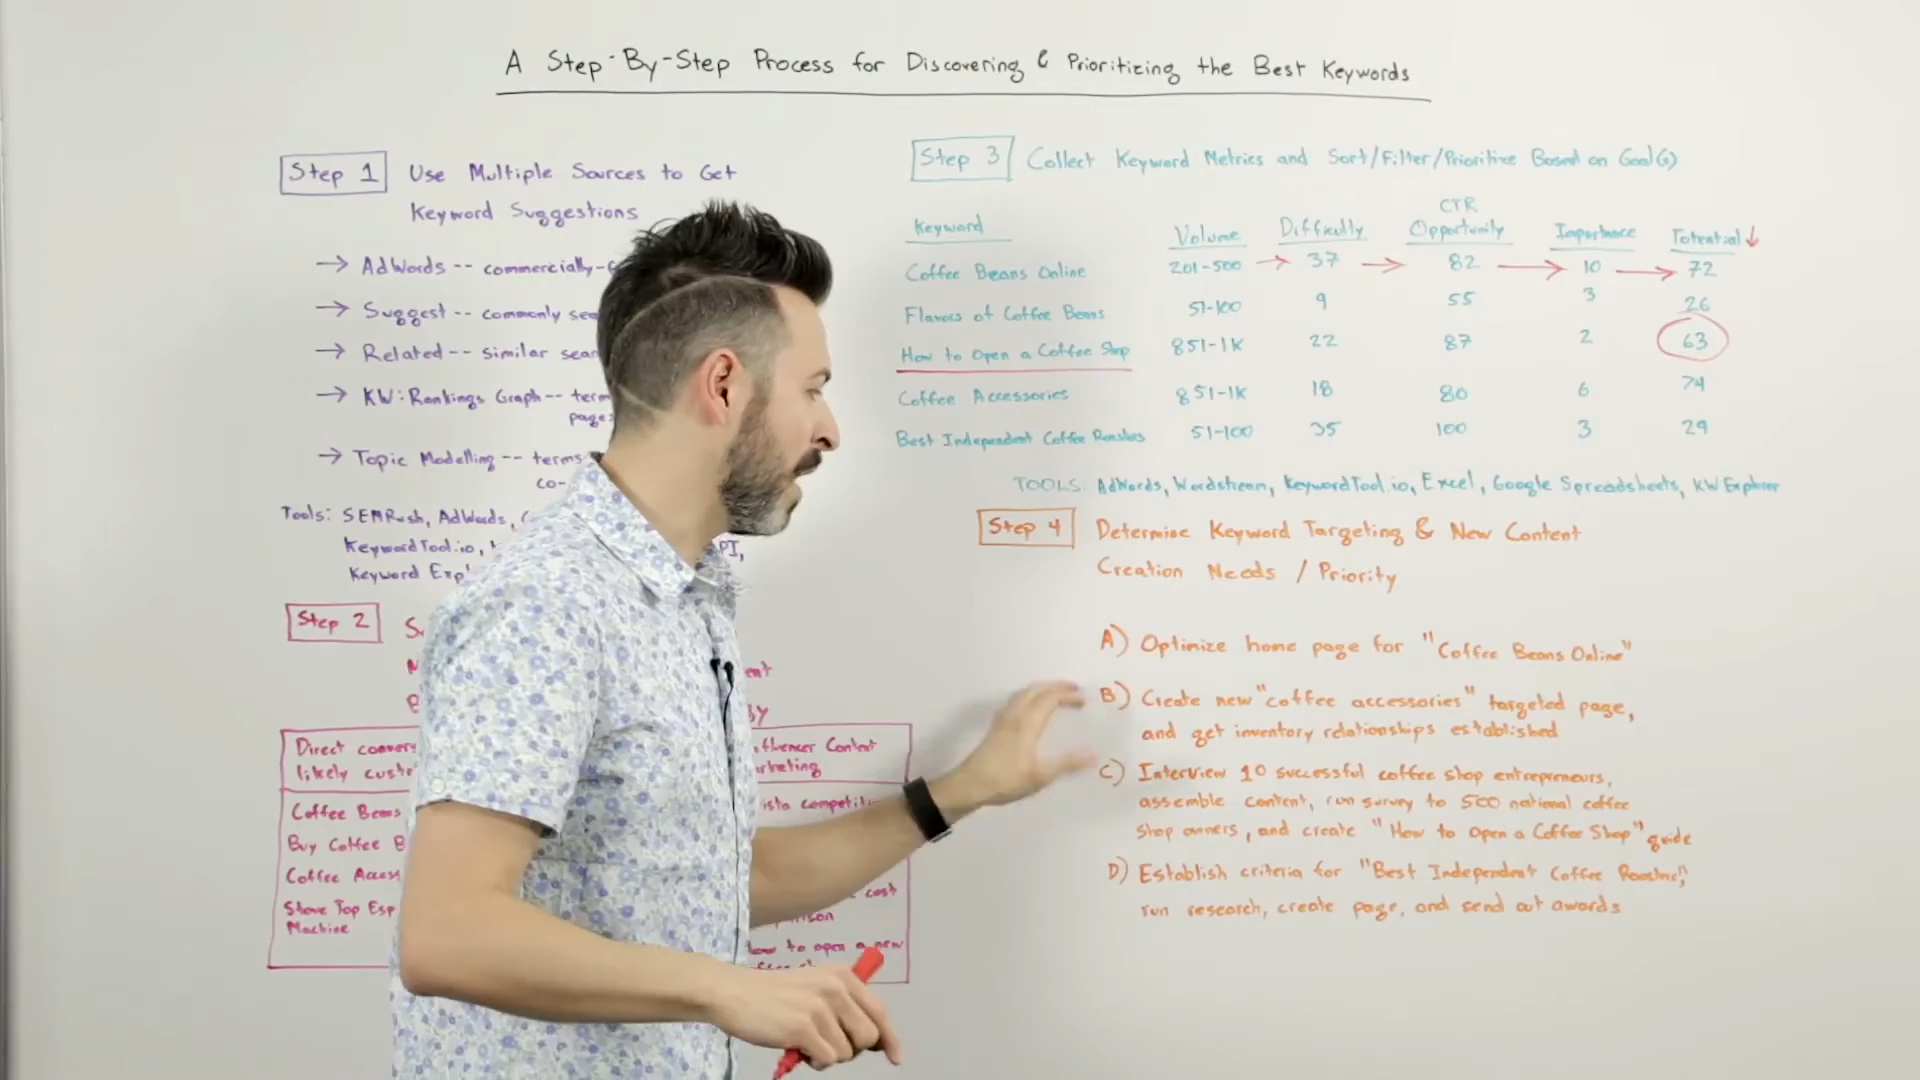 A Step-By-Step Process for Discovering & Prioritizing the Best Keywords
Step 1
Use Multiple Sources to Get
Keyword Suggestions
→ AdWords -- commercially-
→ Suggest -- commonly
→ Related -- similar
→ KW:Rankings Graph --
→ Topic Modelling -- terms
co-
Tools: SEMRush, AdWords,
KeywordTool.io,
Keyword
Step 2
Direct
likely
Coffee Beans
Buy Coffee B
Coffee
Stove Top
Machine
Content
cost
how to open a new
Step 3
Collect Keyword Metrics and Sort/Filter/Prioritize Based on Goal(s)
Keyword Volume Difficulty CTR Opportunity Importance Potential ↓
Coffee Beans Online 201-500 → 37 → 82 → 10 → 72
Flavors of Coffee Beans 51-100 9 55 3 26
How to Open a Coffee Shop 851-1K 22 87 2 63
Coffee Accessories 851-1K 18 80 6 74
Best Independent Coffee Roasters 51-100 35 100 3 29
TOOLS: AdWords, Wordstream, KeywordTool.io, Excel, Google Spreadsheets, KW Explorer
Step 4
Determine Keyword Targeting & New Content
Creation Needs / Priority
A) Optimize home page for "Coffee Beans Online"
B) Create new "coffee accessories" targeted page,
and get inventory relationships established
C) Interview 10 successful coffee shop entrepreneurs,
assemble content, run survey to 500 national coffee
shop owners, and create "How to Open a Coffee Shop" guide
D) Establish criteria for "Best Independent Coffee Roasters,"
run research, create page, and send out awards